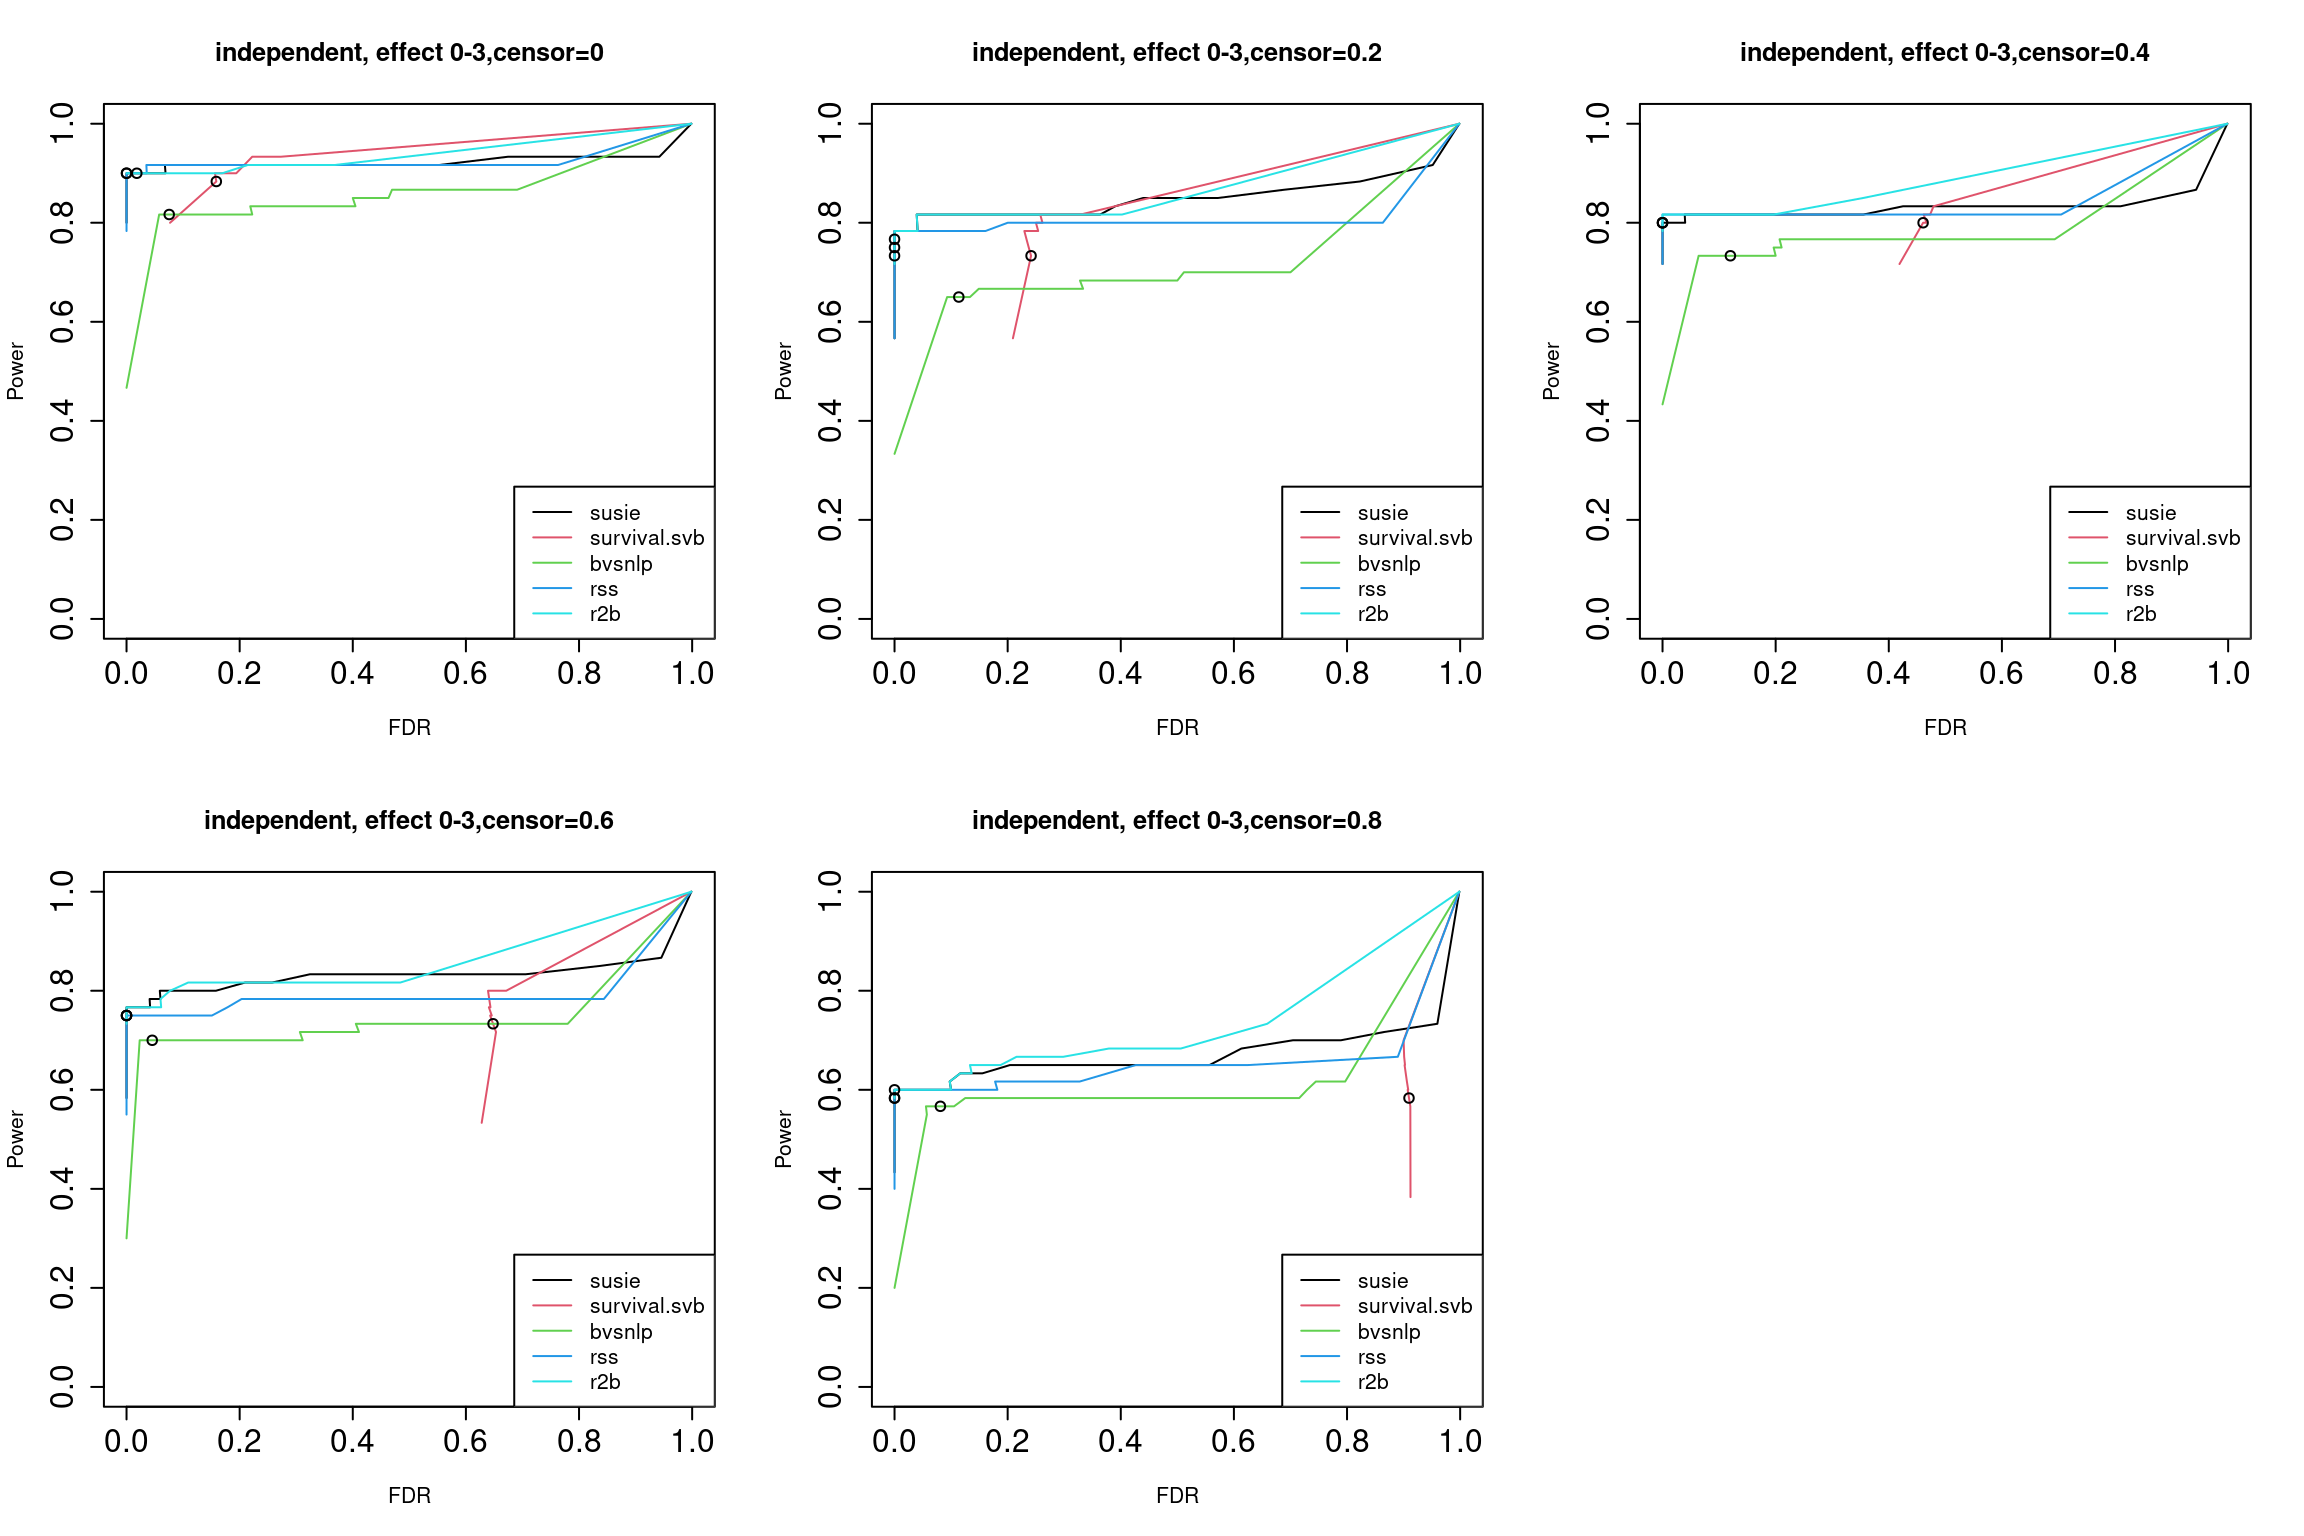 independent, effect 0-3,censor=0
Power
1.0
0.8
0.6
0.4
0.2
0.0
susie
survival.svb
bvsnlp
rss
r2b
0.0 0.2 0.4 0.6 0.8 1.0
FDR
independent, effect 0-3,censor=0.2
Power
1.0
0.8
0.6
0.4
0.2
0.0
susie
survival.svb
bvsnlp
rss
r2b
0.0 0.2 0.4 0.6 0.8 1.0
FDR
independent, effect 0-3,censor=0.4
Power
1.0
0.8
0.6
0.4
0.2
0.0
susie
survival.svb
bvsnlp
rss
r2b
0.0 0.2 0.4 0.6 0.8 1.0
FDR
independent, effect 0-3,censor=0.6
Power
1.0
0.8
0.6
0.4
0.2
0.0
susie
survival.svb
bvsnlp
rss
r2b
0.0 0.2 0.4 0.6 0.8 1.0
FDR
independent, effect 0-3,censor=0.8
Power
1.0
0.8
0.6
0.4
0.2
0.0
susie
survival.svb
bvsnlp
rss
r2b
0.0 0.2 0.4 0.6 0.8 1.0
FDR